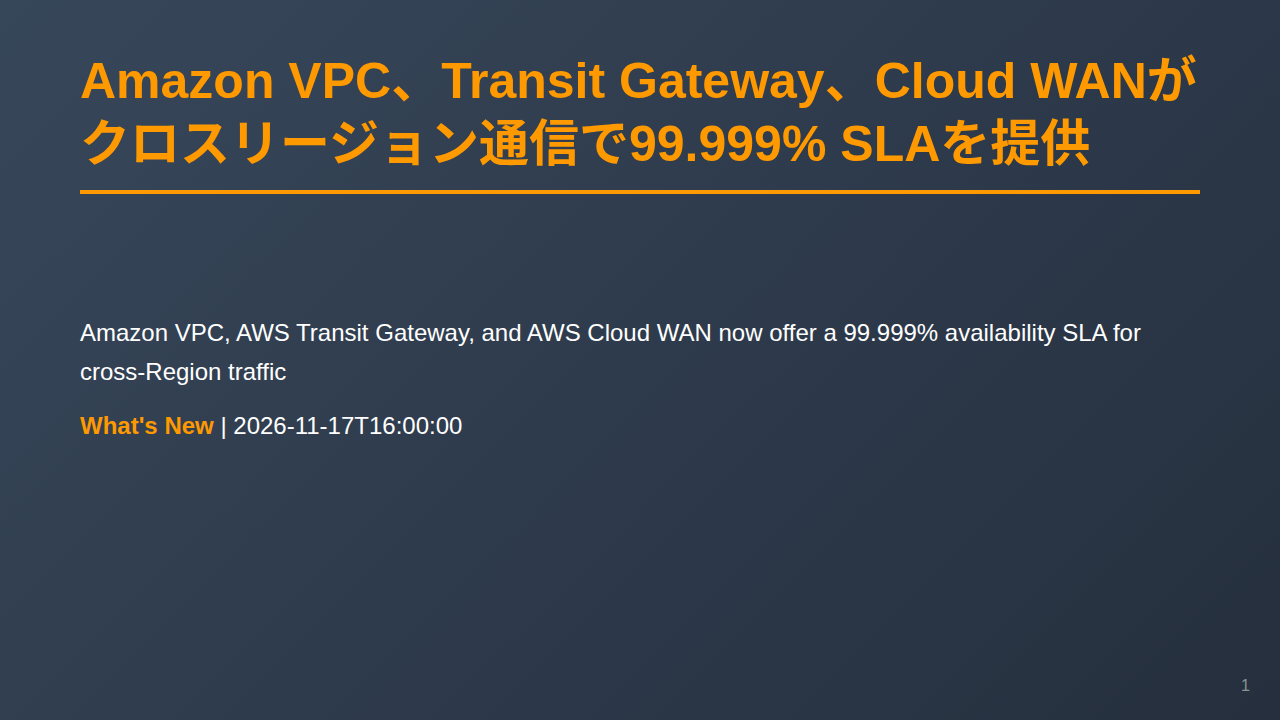 Amazon VPC、Transit Gateway、Cloud WANが
クロスリージョン通信で99.999% SLAを提供
Amazon VPC, AWS Transit Gateway, and AWS Cloud WAN now offer a 99.999% availability SLA for
cross-Region traffic
What's New | 2026-11-17T16:00:00
1